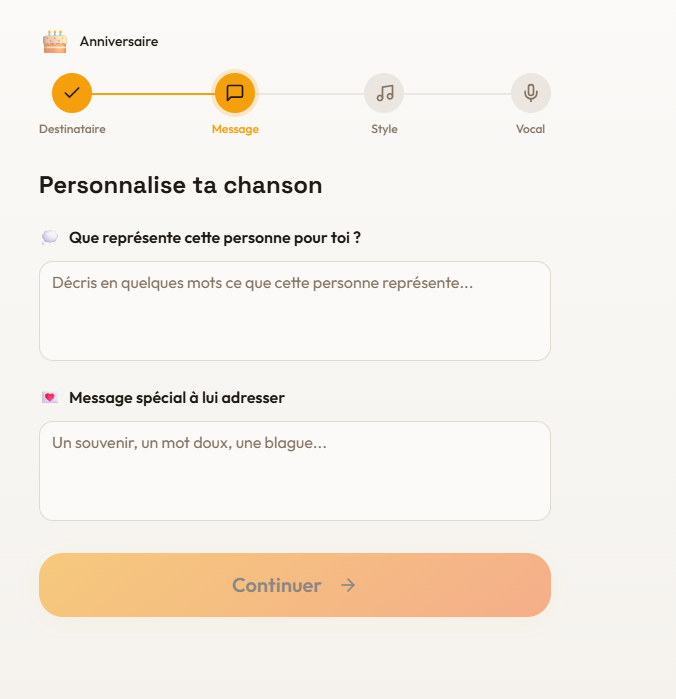 Anniversaire
Destinataire Message Style Vocal
Personnalise ta chanson
Que représente cette personne pour toi ?
Décris en quelques mots ce que cette personne représente...
Message spécial à lui adresser
Un souvenir, un mot doux, une blague...
Continuer →